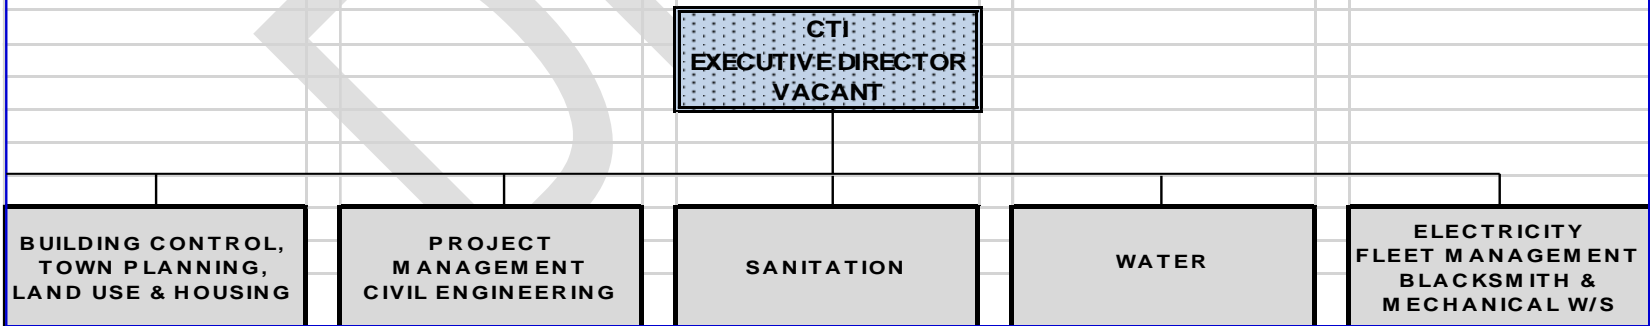 CTI
EXECUTIVE DIRECTOR
VACANT
BUILDING CONTROL,
TOWN PLANNING,
LAND USE & HOUSING
PROJECT
MANAGEMENT
CIVIL ENGINEERING
SANITATION
WATER
ELECTRICITY
FLEET MANAGEMENT
BLACKSMITH &
MECHANICAL W/S